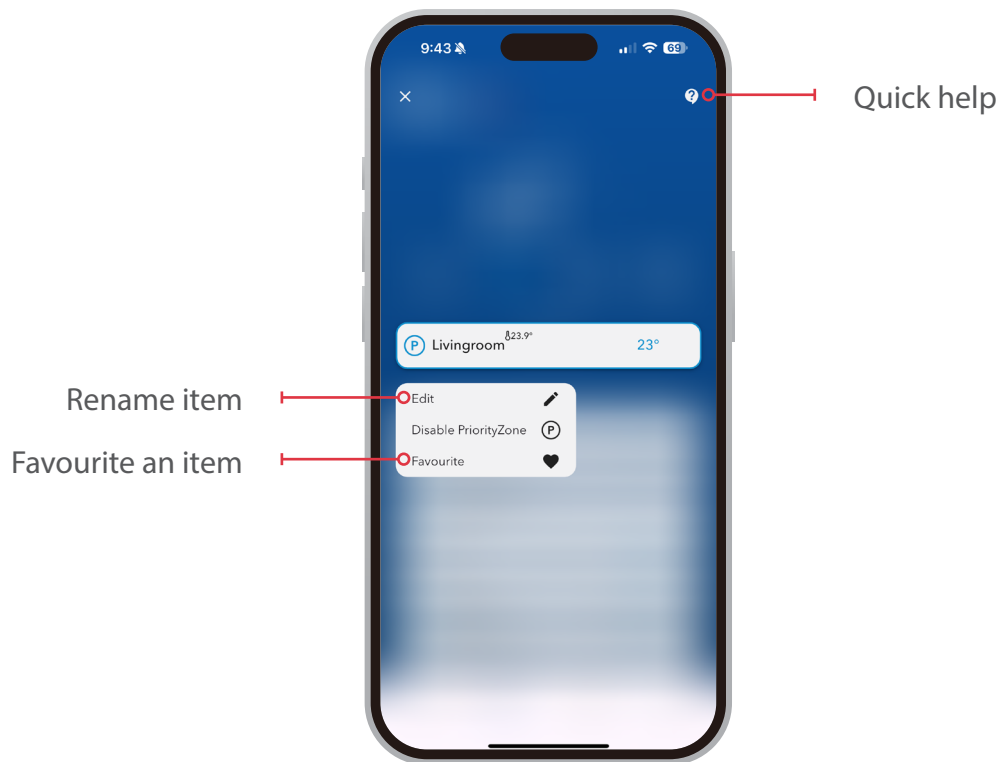 9:43 69
Quick help
P Livingroom 23.9° 23°
Rename item
Edit
Disable PriorityZone P
Favourite an item
Favourite